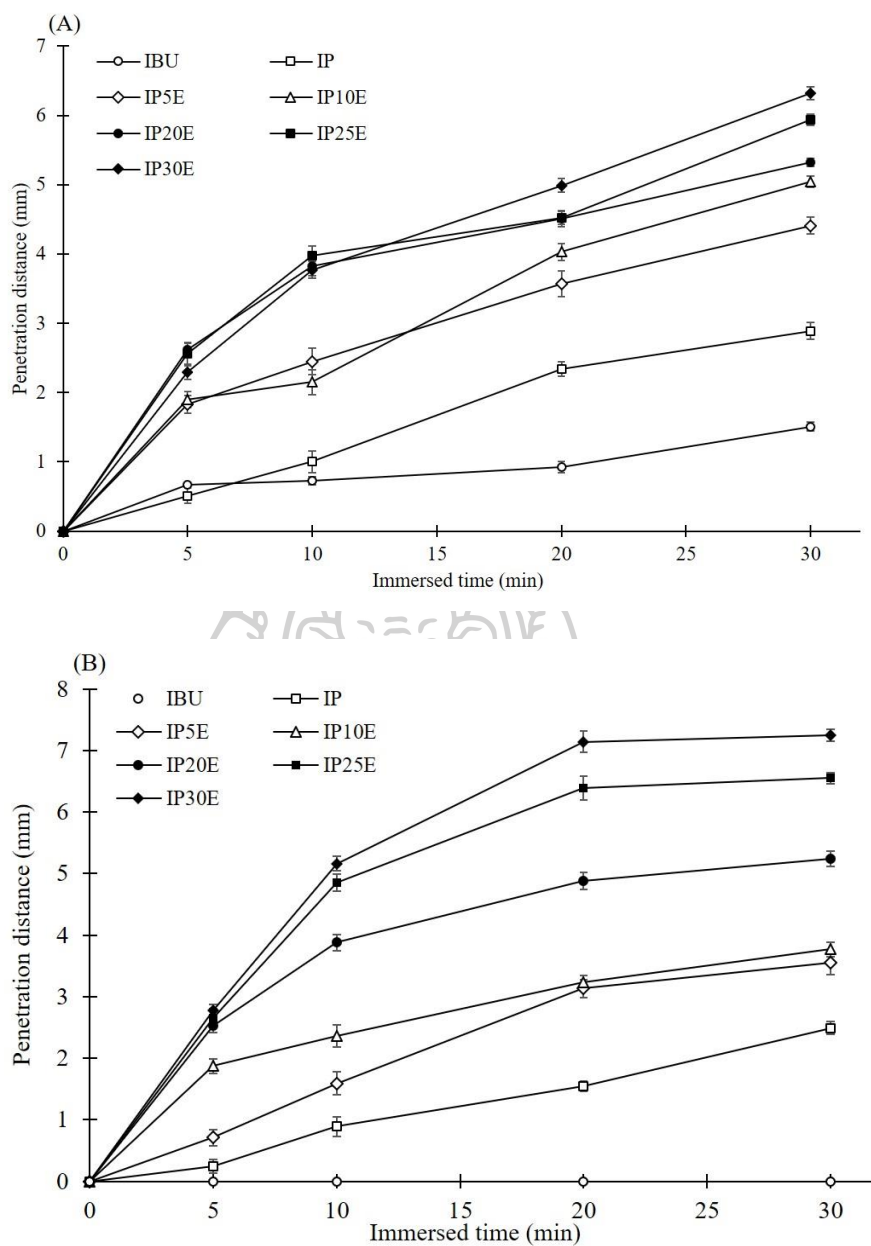 (A)
7
6
5
4
3
2
1
0
Penetration distance (mm)
IBU IP
IP5E IP10E
IP20E IP25E
IP30E
0 5 10 15 20 25 30
Immersed time (min)
(B)
8
7
6
5
4
3
2
1
0
Penetration distance (mm)
IBU IP
IP5E IP10E
IP20E IP25E
IP30E
0 5 10 15 20 25 30
Immersed time (min)